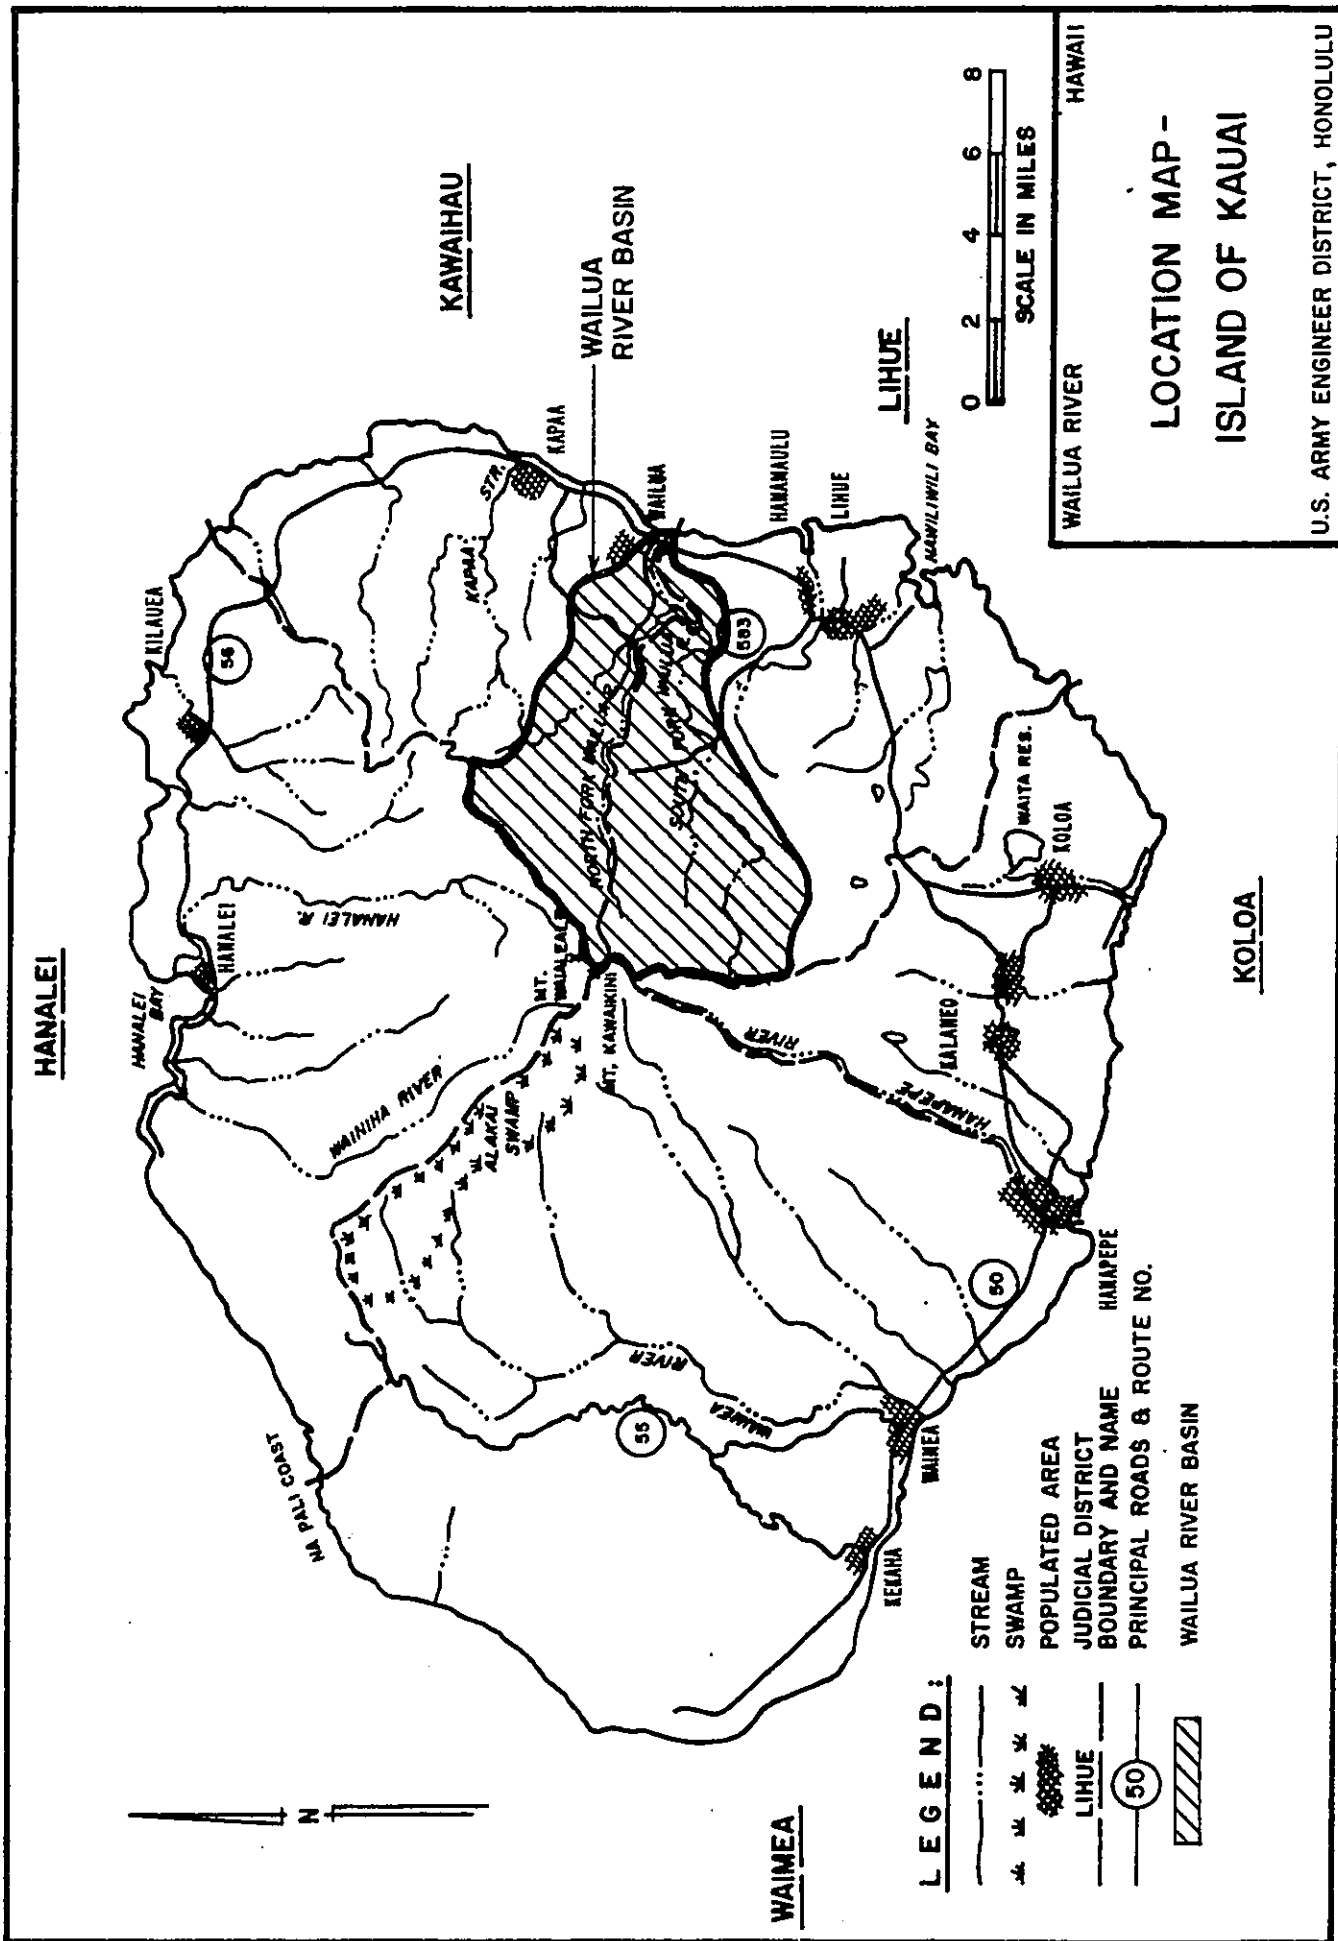 HANALEI
HANALEI
BAY
HANALEI
KILAUEA
56
KAWAIHAU
NA PALI COAST
WAINIHA RIVER
HANALEI R.
ALAKAI
SWAMP
MT.
WAIALEALE
MT. KAWAIKINI
KAPAA
STR.
KAPAA
WAILUA
RIVER BASIN
NORTH FORK WAILUA R
SOUTH FORK WAILUA R.
WAILUA
583
HANAMAULU
LIHUE
LIHUE
NAWILIWILI BAY
WAIMEA
RIVER
WAIMEA
55
RIVER
HANAPEPE
KALAHEO
WAITA RES.
KOLOA
KOLOA
50
HANAPEPE
WAIMEA
KEKAHA
N
LEGEND:
STREAM
SWAMP
POPULATED AREA
LIHUE
JUDICIAL DISTRICT
BOUNDARY AND NAME
50
PRINCIPAL ROADS & ROUTE NO.
WAILUA RIVER BASIN
0 2 4 6 8
SCALE IN MILES
WAILUA RIVER HAWAII
LOCATION MAP -
ISLAND OF KAUAI
U.S. ARMY ENGINEER DISTRICT, HONOLULU